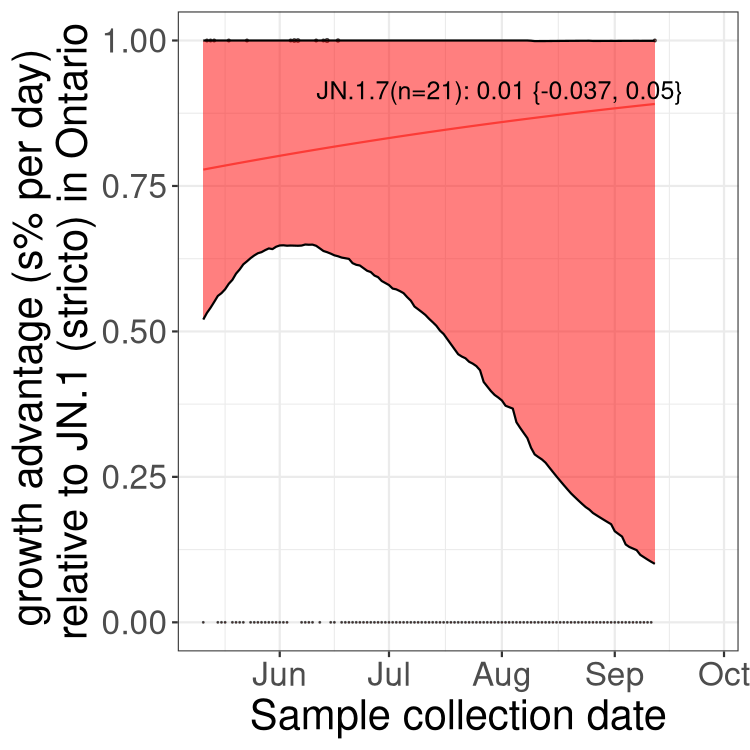 growth advantage (s% per day)
relative to JN.1 (stricto) in Ontario
1.00
0.75
0.50
0.25
0.00
JN.1.7(n=21): 0.01 {-0.037, 0.05}
Jun Jul Aug Sep Oct
Sample collection date